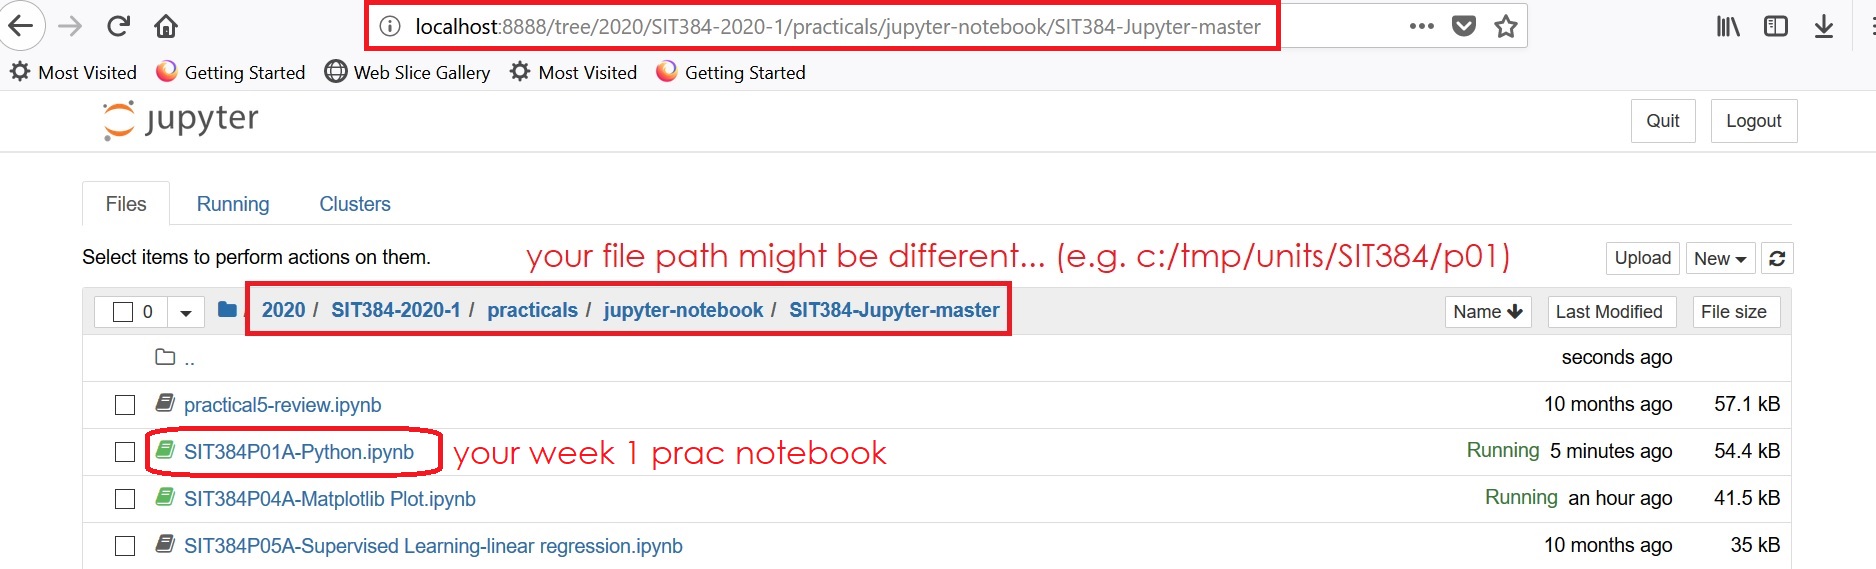 localhost:8888/tree/2020/SIT384-2020-1/practicals/jupyter-notebook/SIT384-Jupyter-master
Most Visited Getting Started Web Slice Gallery Most Visited Getting Started
jupyter Quit Logout
Files Running Clusters
Select items to perform actions on them. your file path might be different... (e.g. c:/tmp/units/SIT384/p01) Upload New
0 / 2020 / SIT384-2020-1 / practicals / jupyter-notebook / SIT384-Jupyter-master Name Last Modified File size
.. seconds ago
practical5-review.ipynb 10 months ago 57.1 kB
SIT384P01A-Python.ipynb your week 1 prac notebook Running 5 minutes ago 54.4 kB
SIT384P04A-Matplotlib Plot.ipynb Running an hour ago 41.5 kB
SIT384P05A-Supervised Learning-linear regression.ipynb 10 months ago 35 kB